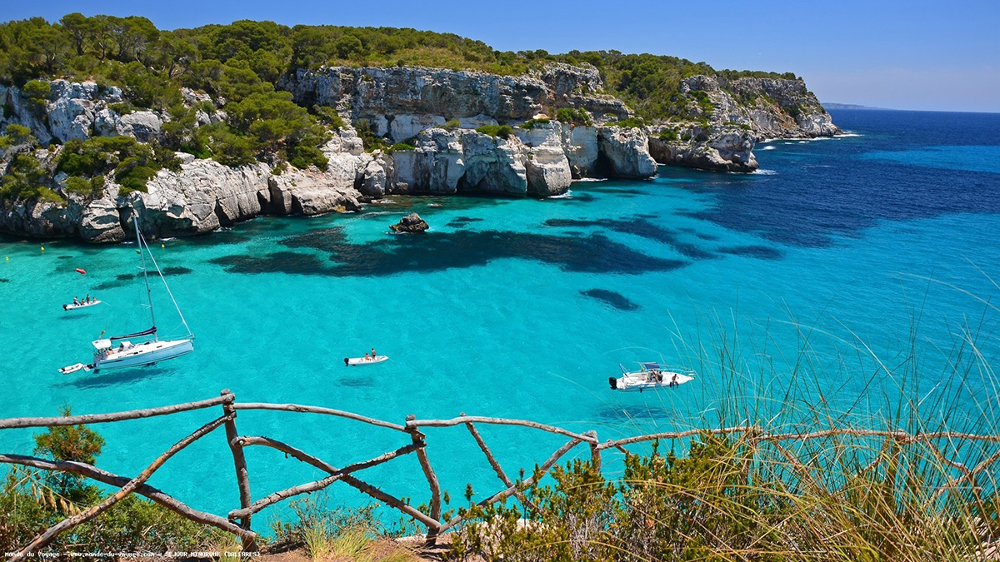 Monde du Voyage - www.monde-du-voyage.com - SEJOUR MINORQUE (BALEARES)